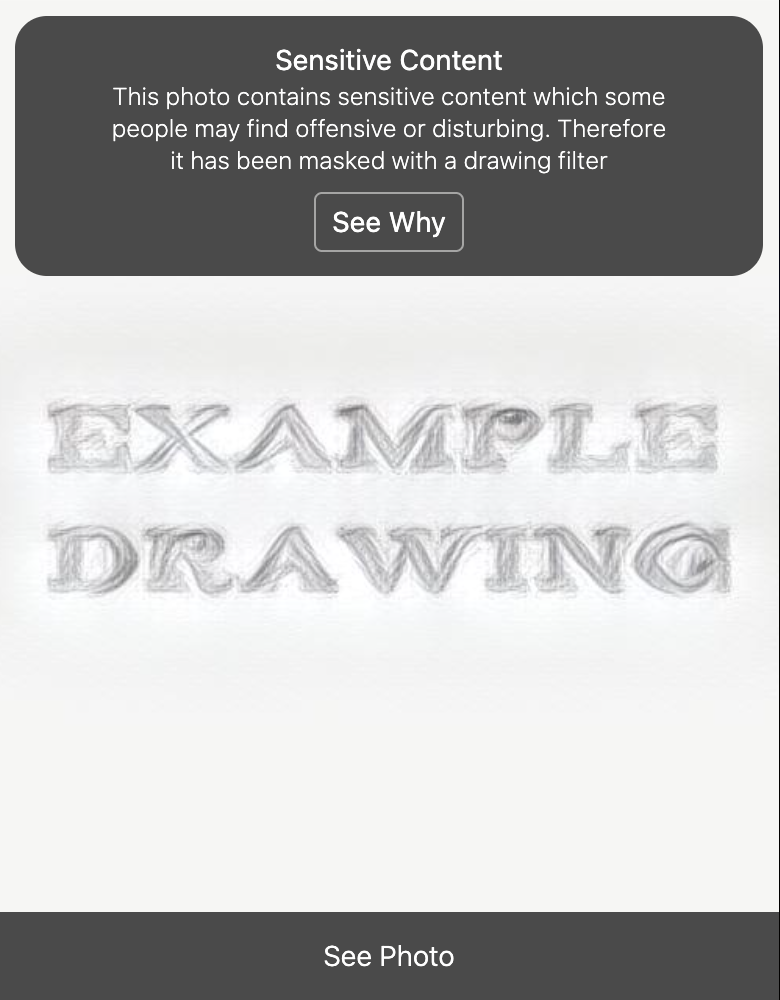 Sensitive Content
This photo contains sensitive content which some
people may find offensive or disturbing. Therefore
it has been masked with a drawing filter
See Why
EXAMPLE
DRAWING
See Photo